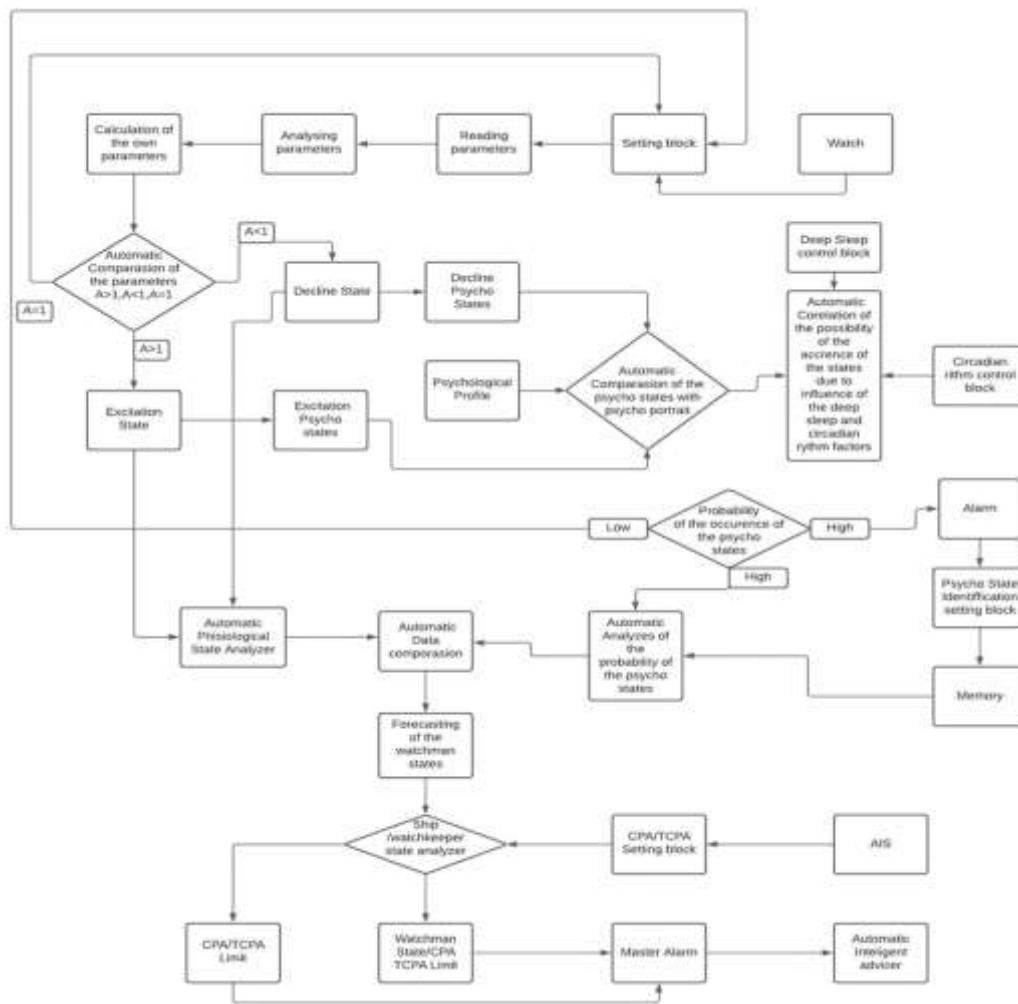 Calculation of
the own
parameters
Analysing
parameters
Reading
parameters
Setting block
Watch
A<1
Automatic
Comparasion of
the parameters
A>1,A<1,A=1
A=1
A>1
Decline State
Decline
Psycho
States
Deep Sleep
control block
Automatic
Corelation of
the possibility
of the
accrence of
the states
due to
influence of
the deep
sleep and
circadian
rythm factors
Circadian
rithm control
block
Psychological
Profile
Automatic
Comparasion of the
psycho states with
psycho portrait
Excitation
State
Excitation
Psycho
states
Low
Probability
of the occurence of
the psycho
states
High
High
Alarm
Psycho State
Identiffication
setting block
Memory
Automatic
Phisiological
State Analyzer
Automatic
Data
comporasion
Automatic
Analyzes of
the
probability of
the psycho
states
Forecasting
of the
watchman
states
Ship
/watchkeeper
state analyzer
CPA/TCPA
Setting block
AIS
CPA/TCPA
Limit
Watchman
State/CPA
TCPA Limit
Master Alarm
Automatic
Inteligent
advicer